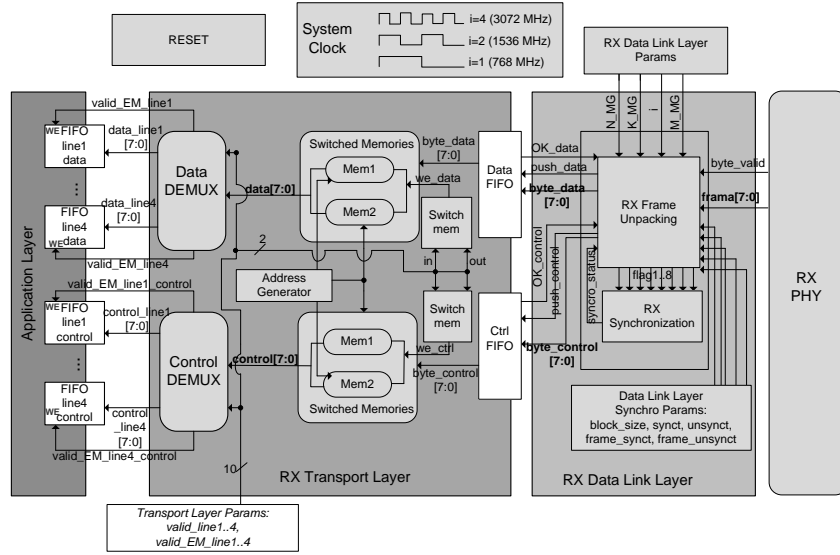 RESET
System
Clock
i=4 (3072 MHz)
i=2 (1536 MHz)
i=1 (768 MHz)
RX Data Link Layer
Params
N_MG
K_MG
i
M_MG
Application Layer
valid_EM_line1
WE
FIFO
line1
data
data_line1
[7:0]
...
FIFO
line4
data
WE
data_line4
[7:0]
valid_EM_line4
valid_EM_line1_control
WE
FIFO
line1
control
control_line1
[7:0]
...
FIFO
line4
control
WE
control
_line4
[7:0]
valid_EM_line4_control
Data
DEMUX
Control
DEMUX
data[7:0]
control[7:0]
2
10
Switched Memories
Mem1
Mem2
Address
Generator
Mem1
Mem2
Switched Memories
byte_data
[7:0]
we_data
Switch
mem
in
out
Switch
mem
we_ctrl
byte_control
[7:0]
RX Transport Layer
Data
FIFO
Ctrl
FIFO
OK_data
push_data
byte_data
[7:0]
OK_control
push_control
byte_control
[7:0]
syncro_status
RX Frame
Unpacking
flag1..8
RX
Synchronization
Data Link Layer
Synchro Params:
block_size, synct, unsynct,
frame_synct, frame_unsynct
RX Data Link Layer
byte_valid
frama[7:0]
RX
PHY
Transport Layer Params:
valid_line1..4,
valid_EM_line1..4